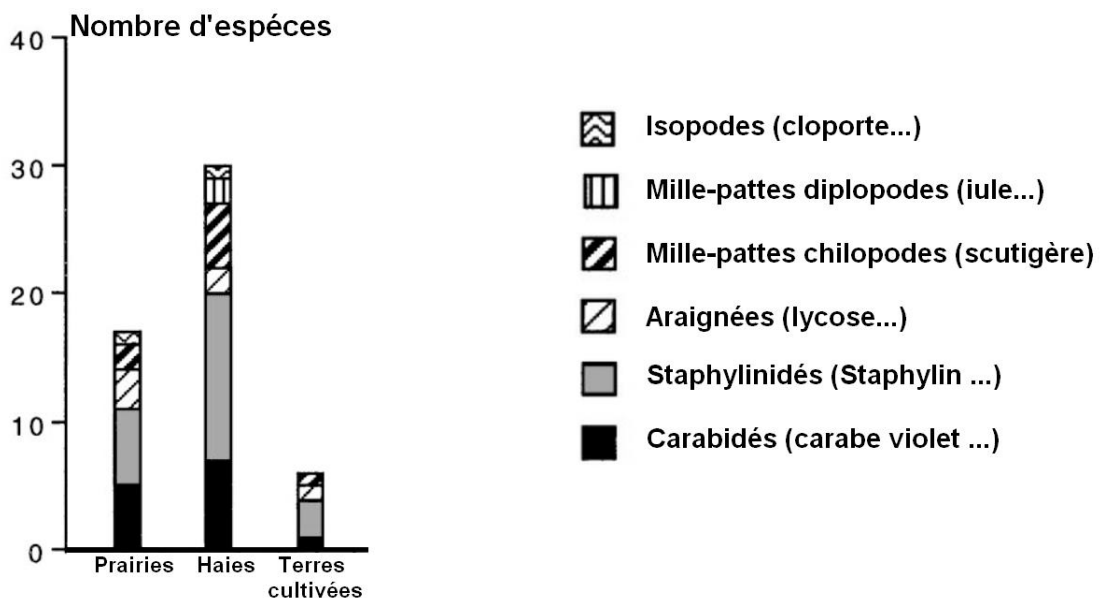 Nombre d'espéces
40
30
20
10
0
Prairies
Haies
Terres
cultivées
Isopodes (cloporte...)
Mille-pattes diplopodes (iule...)
Mille-pattes chilopodes (scutigère)
Araignées (lycose...)
Staphylinidés (Staphylin ...)
Carabidés (carabe violet ...)